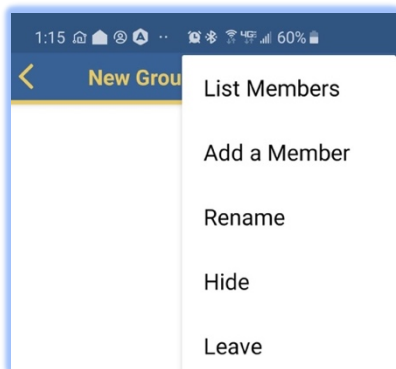 1:15 60%
New Grou
List Members
Add a Member
Rename
Hide
Leave